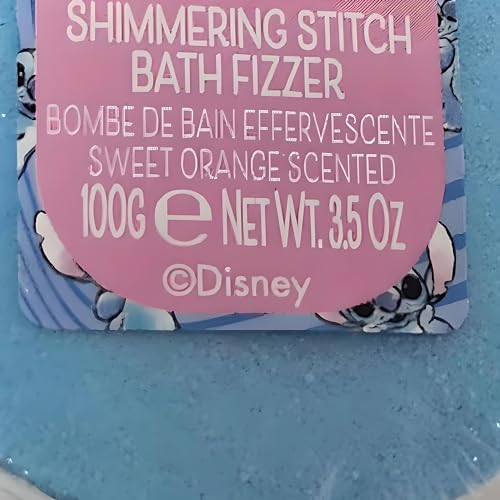 SHIMMERING STITCH
BATH FIZZER
BOMBE DE BAIN EFFERVESCENTE
SWEET ORANGE SCENTED
100G ℮ NET WT. 3.5 OZ
©Disney